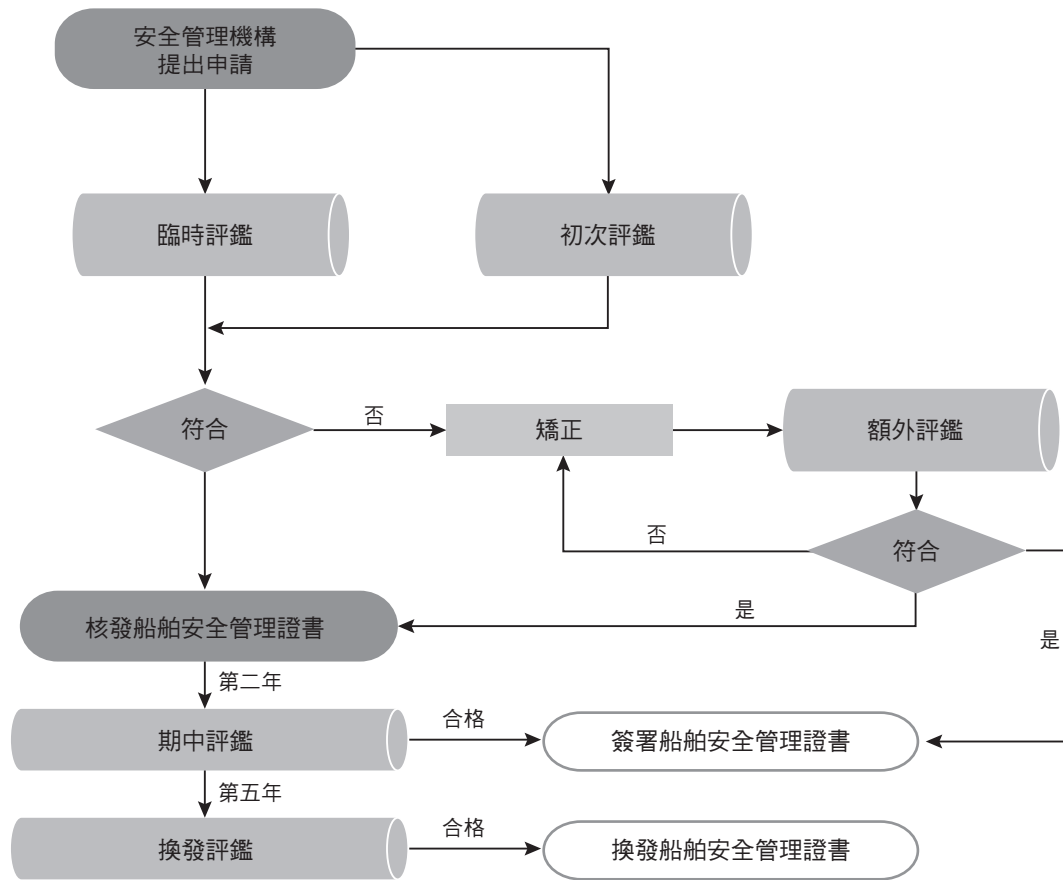 安全管理機構
提出申請
臨時評鑑
初次評鑑
符合
否
矯正
額外評鑑
否
符合
核發船舶安全管理證書
是
是
第二年
期中評鑑
合格
簽署船舶安全管理證書
第五年
換發評鑑
合格
換發船舶安全管理證書